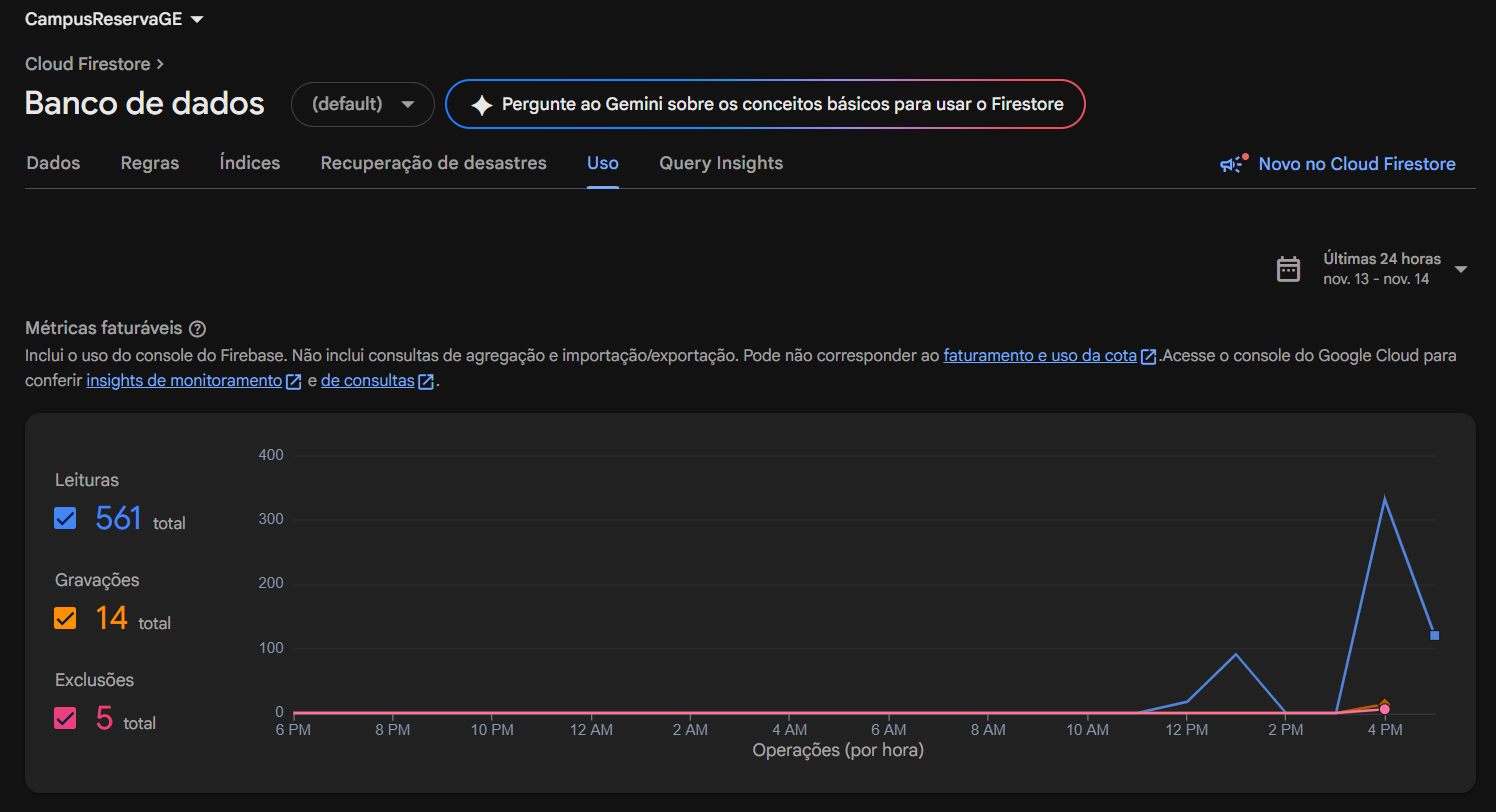 CampusReservaGE
Cloud Firestore
Banco de dados
(default)
Pergunte ao Gemini sobre os conceitos básicos para usar o Firestore
Dados
Regras
Índices
Recuperação de desastres
Uso
Query Insights
Novo no Cloud Firestore
Últimas 24 horas
nov. 13 – nov. 14
Métricas faturáveis
Inclui o uso do console do Firebase. Não inclui consultas de agregação e importação/exportação. Pode não corresponder ao faturamento e uso da cota .Acesse o console do Google Cloud para
conferir insights de monitoramento e de consultas .
Leituras
561 total
Gravações
14 total
Exclusões
5 total
400
300
200
100
0
6 PM
8 PM
10 PM
12 AM
2 AM
4 AM
6 AM
8 AM
10 AM
12 PM
2 PM
4 PM
Operações (por hora)